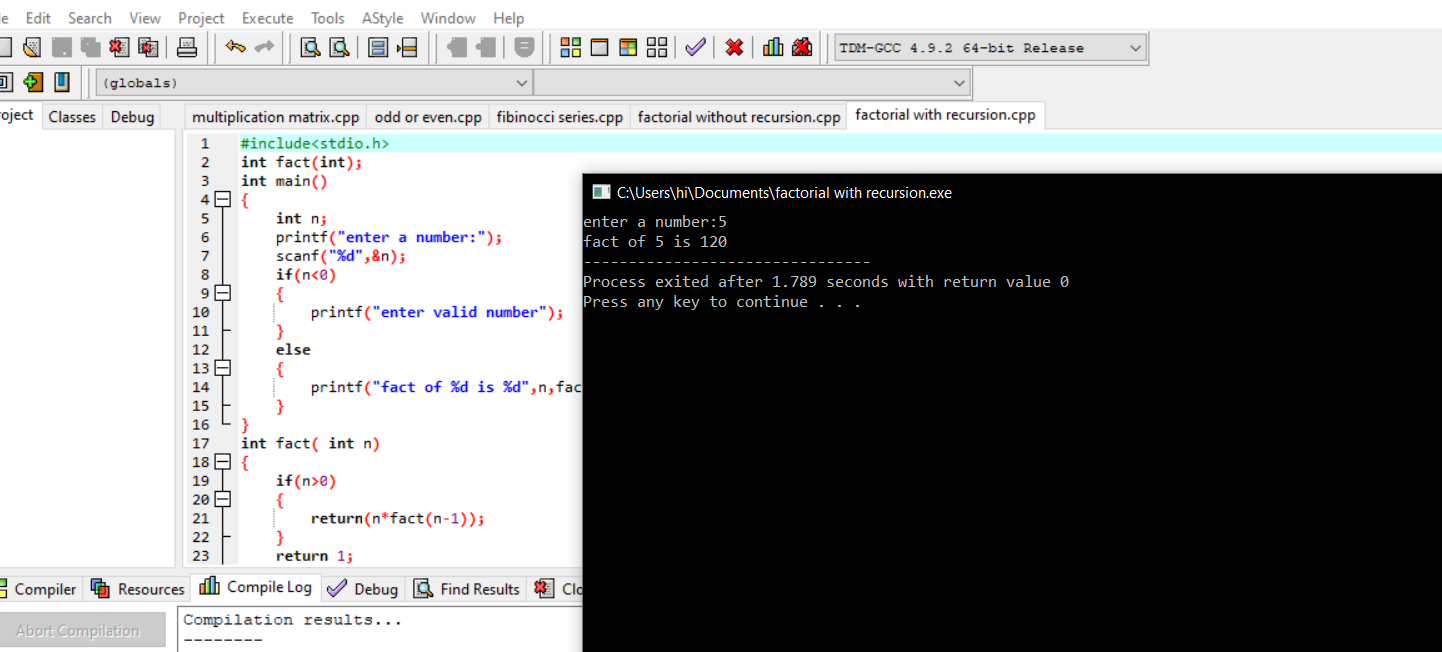 Edit Search View Project Execute Tools AStyle Window Help
TDM-GCC 4.9.2 64-bit Release
(globals)
Classes Debug multiplication matrix.cpp odd or even.cpp fibinocci series.cpp factorial without recursion.cpp factorial with recursion.cpp
1 #include<stdio.h>
2 int fact(int);
3 int main()
4 {
5 int n;
6 printf("enter a number:");
7 scanf("%d",&n);
8 if(n<0)
9 {
10 printf("enter valid number");
11 }
12 else
13 {
14 printf("fact of %d is %d",n,fac
15 }
16 }
17 int fact( int n)
18 {
19 if(n>0)
20 {
21 return(n*fact(n-1));
22 }
23 return 1;
C:\Users\hi\Documents\factorial with recursion.exe
enter a number:5
fact of 5 is 120
--------------------------------
Process exited after 1.789 seconds with return value 0
Press any key to continue . . .
Compiler Resources Compile Log Debug Find Results Clo
Abort Compilation
Compilation results...
--------